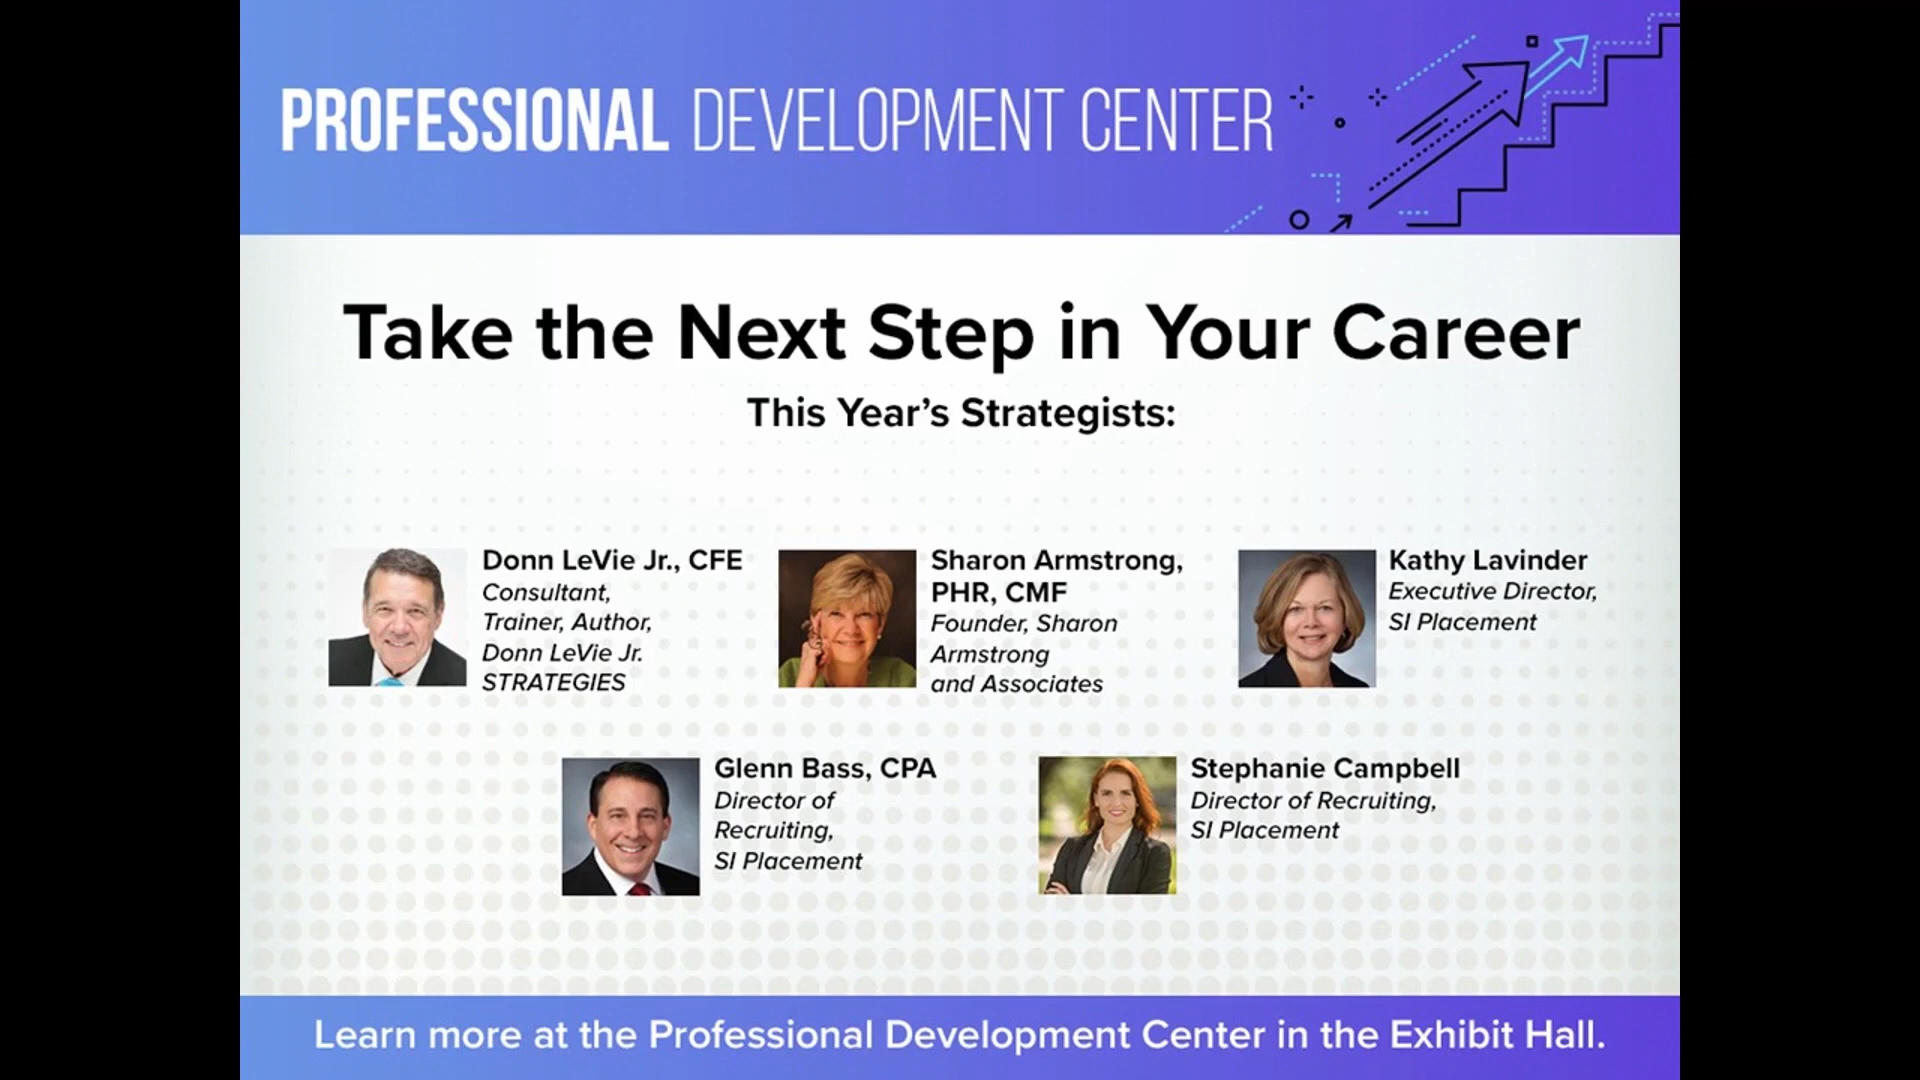 PROFESSIONAL DEVELOPMENT CENTER
Take the Next Step in Your Career
This Year’s Strategists:
Donn LeVie Jr., CFE
Consultant,
Trainer, Author,
Donn LeVie Jr.
STRATEGIES
Sharon Armstrong,
PHR, CMF
Founder, Sharon
Armstrong
and Associates
Kathy Lavinder
Executive Director,
SI Placement
Glenn Bass, CPA
Director of
Recruiting,
SI Placement
Stephanie Campbell
Director of Recruiting,
SI Placement
Learn more at the Professional Development Center in the Exhibit Hall.